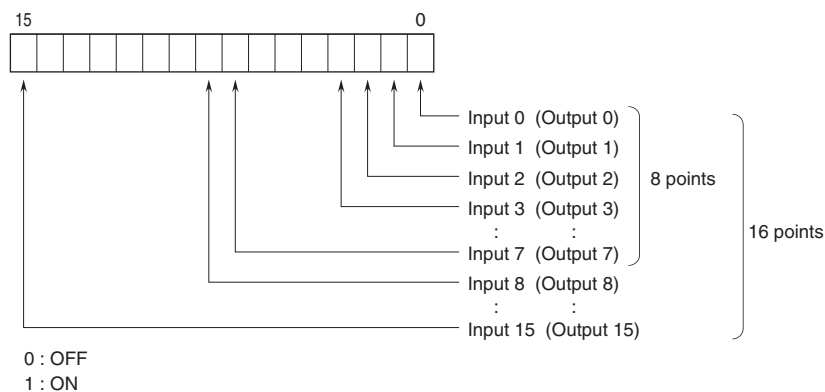 15 0
Input 0 (Output 0)
Input 1 (Output 1)
Input 2 (Output 2)
8 points
Input 3 (Output 3)
: :
16 points
Input 7 (Output 7)
Input 8 (Output 8)
: :
Input 15 (Output 15)
0 : OFF
1 : ON